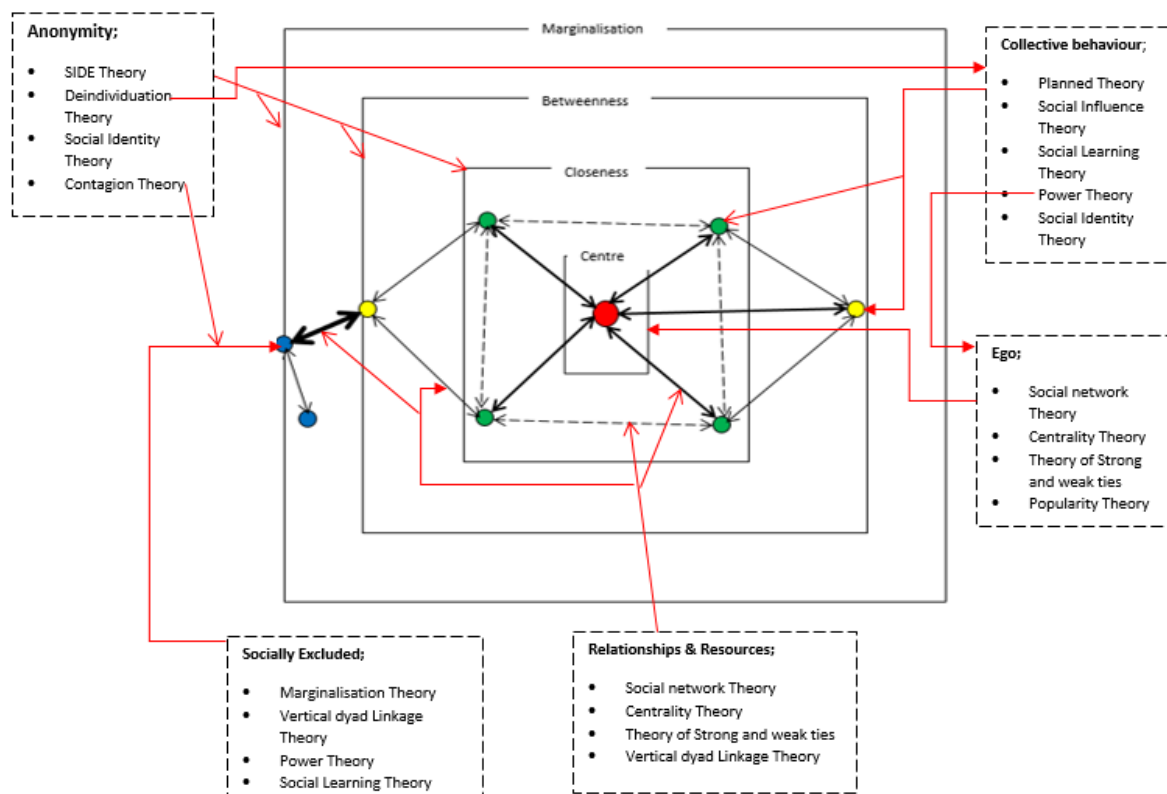 Marginalisation
Anonymity;
• SIDE Theory
• Deindividuation
Theory
• Social Identity
Theory
• Contagion Theory
Collective behaviour;
• Planned Theory
• Social Influence
Theory
• Social Learning
Theory
• Power Theory
• Social Identity
Theory
Betweenness
Closeness
Centre
Ego;
• Social network
Theory
• Centrality Theory
• Theory of Strong
and weak ties
• Popularity Theory
Socially Excluded;
• Marginalisation Theory
• Vertical dyad Linkage
Theory
• Power Theory
• Social Learning Theory
Relationships & Resources;
• Social network Theory
• Centrality Theory
• Theory of Strong and weak ties
• Vertical dyad Linkage Theory